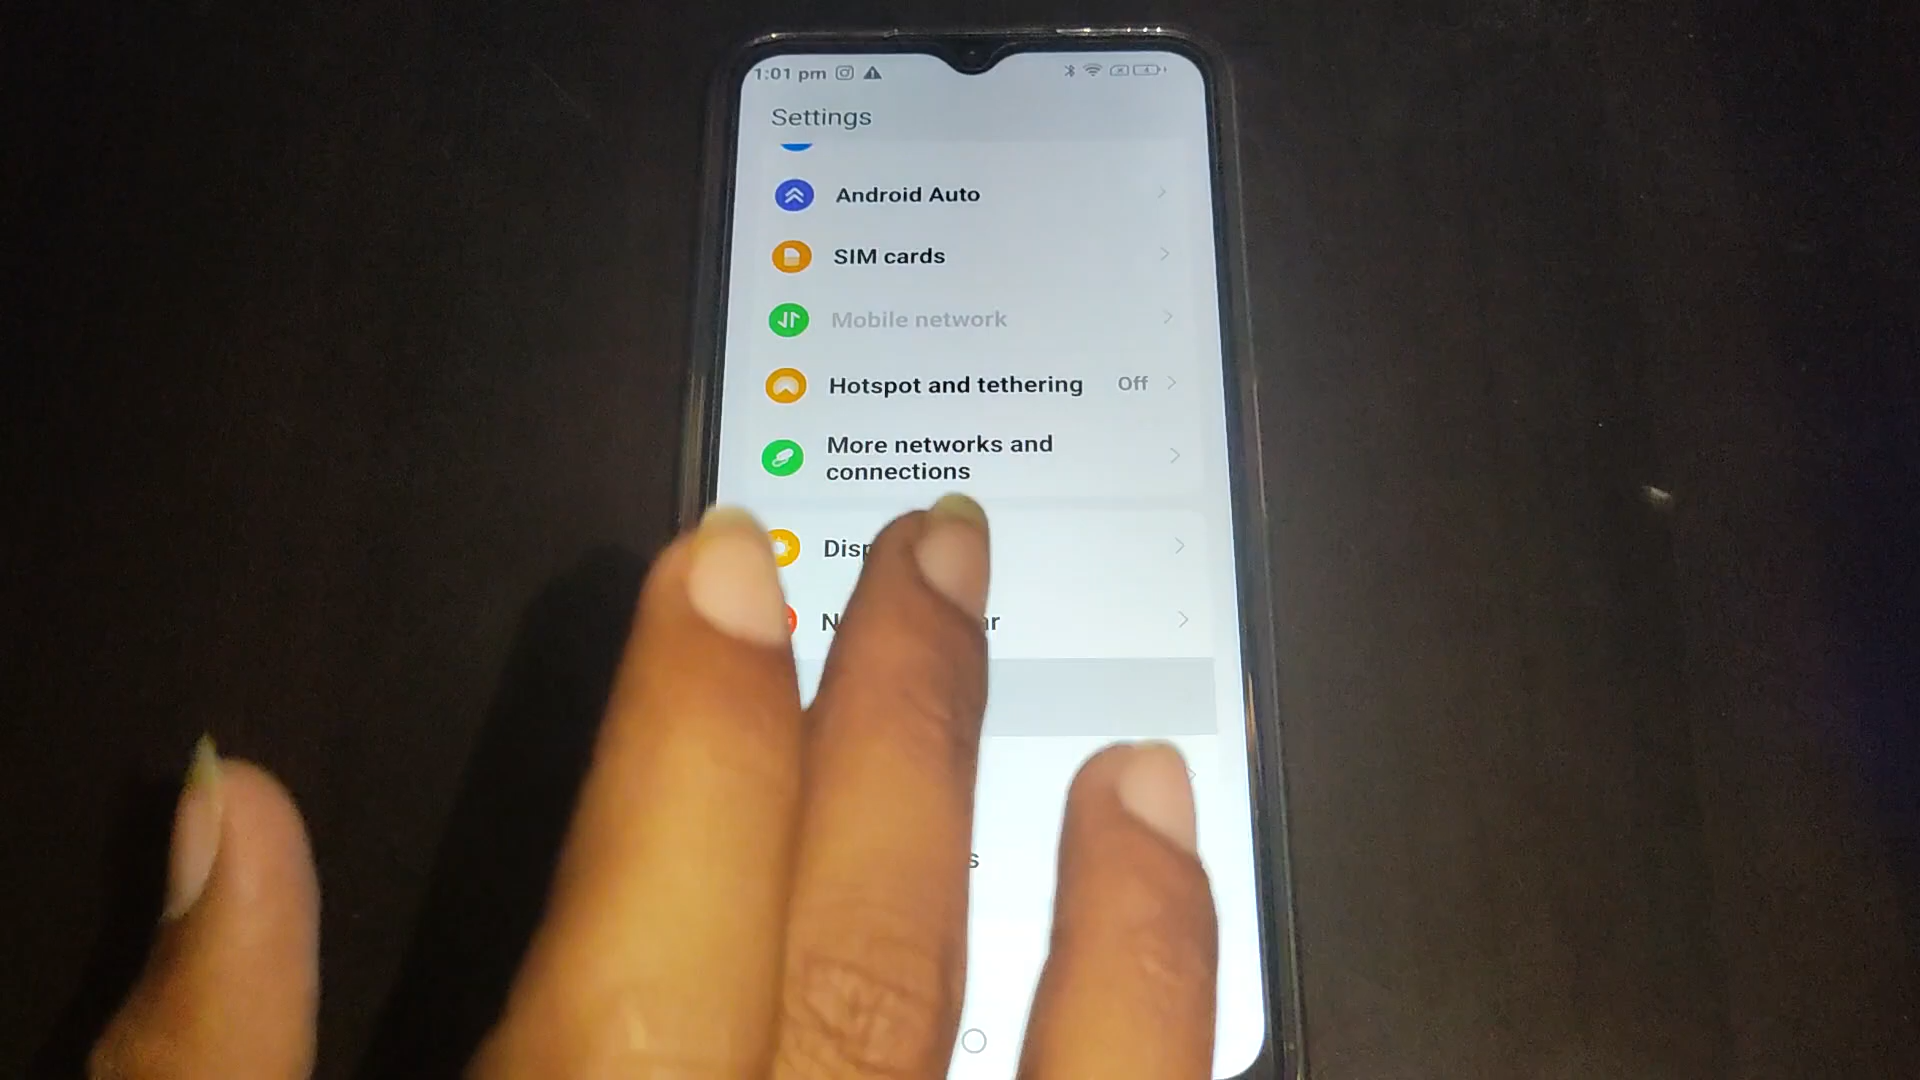 1:01 pm
Settings
Android Auto
SIM cards
Mobile network
Hotspot and tethering Off
More networks and
connections